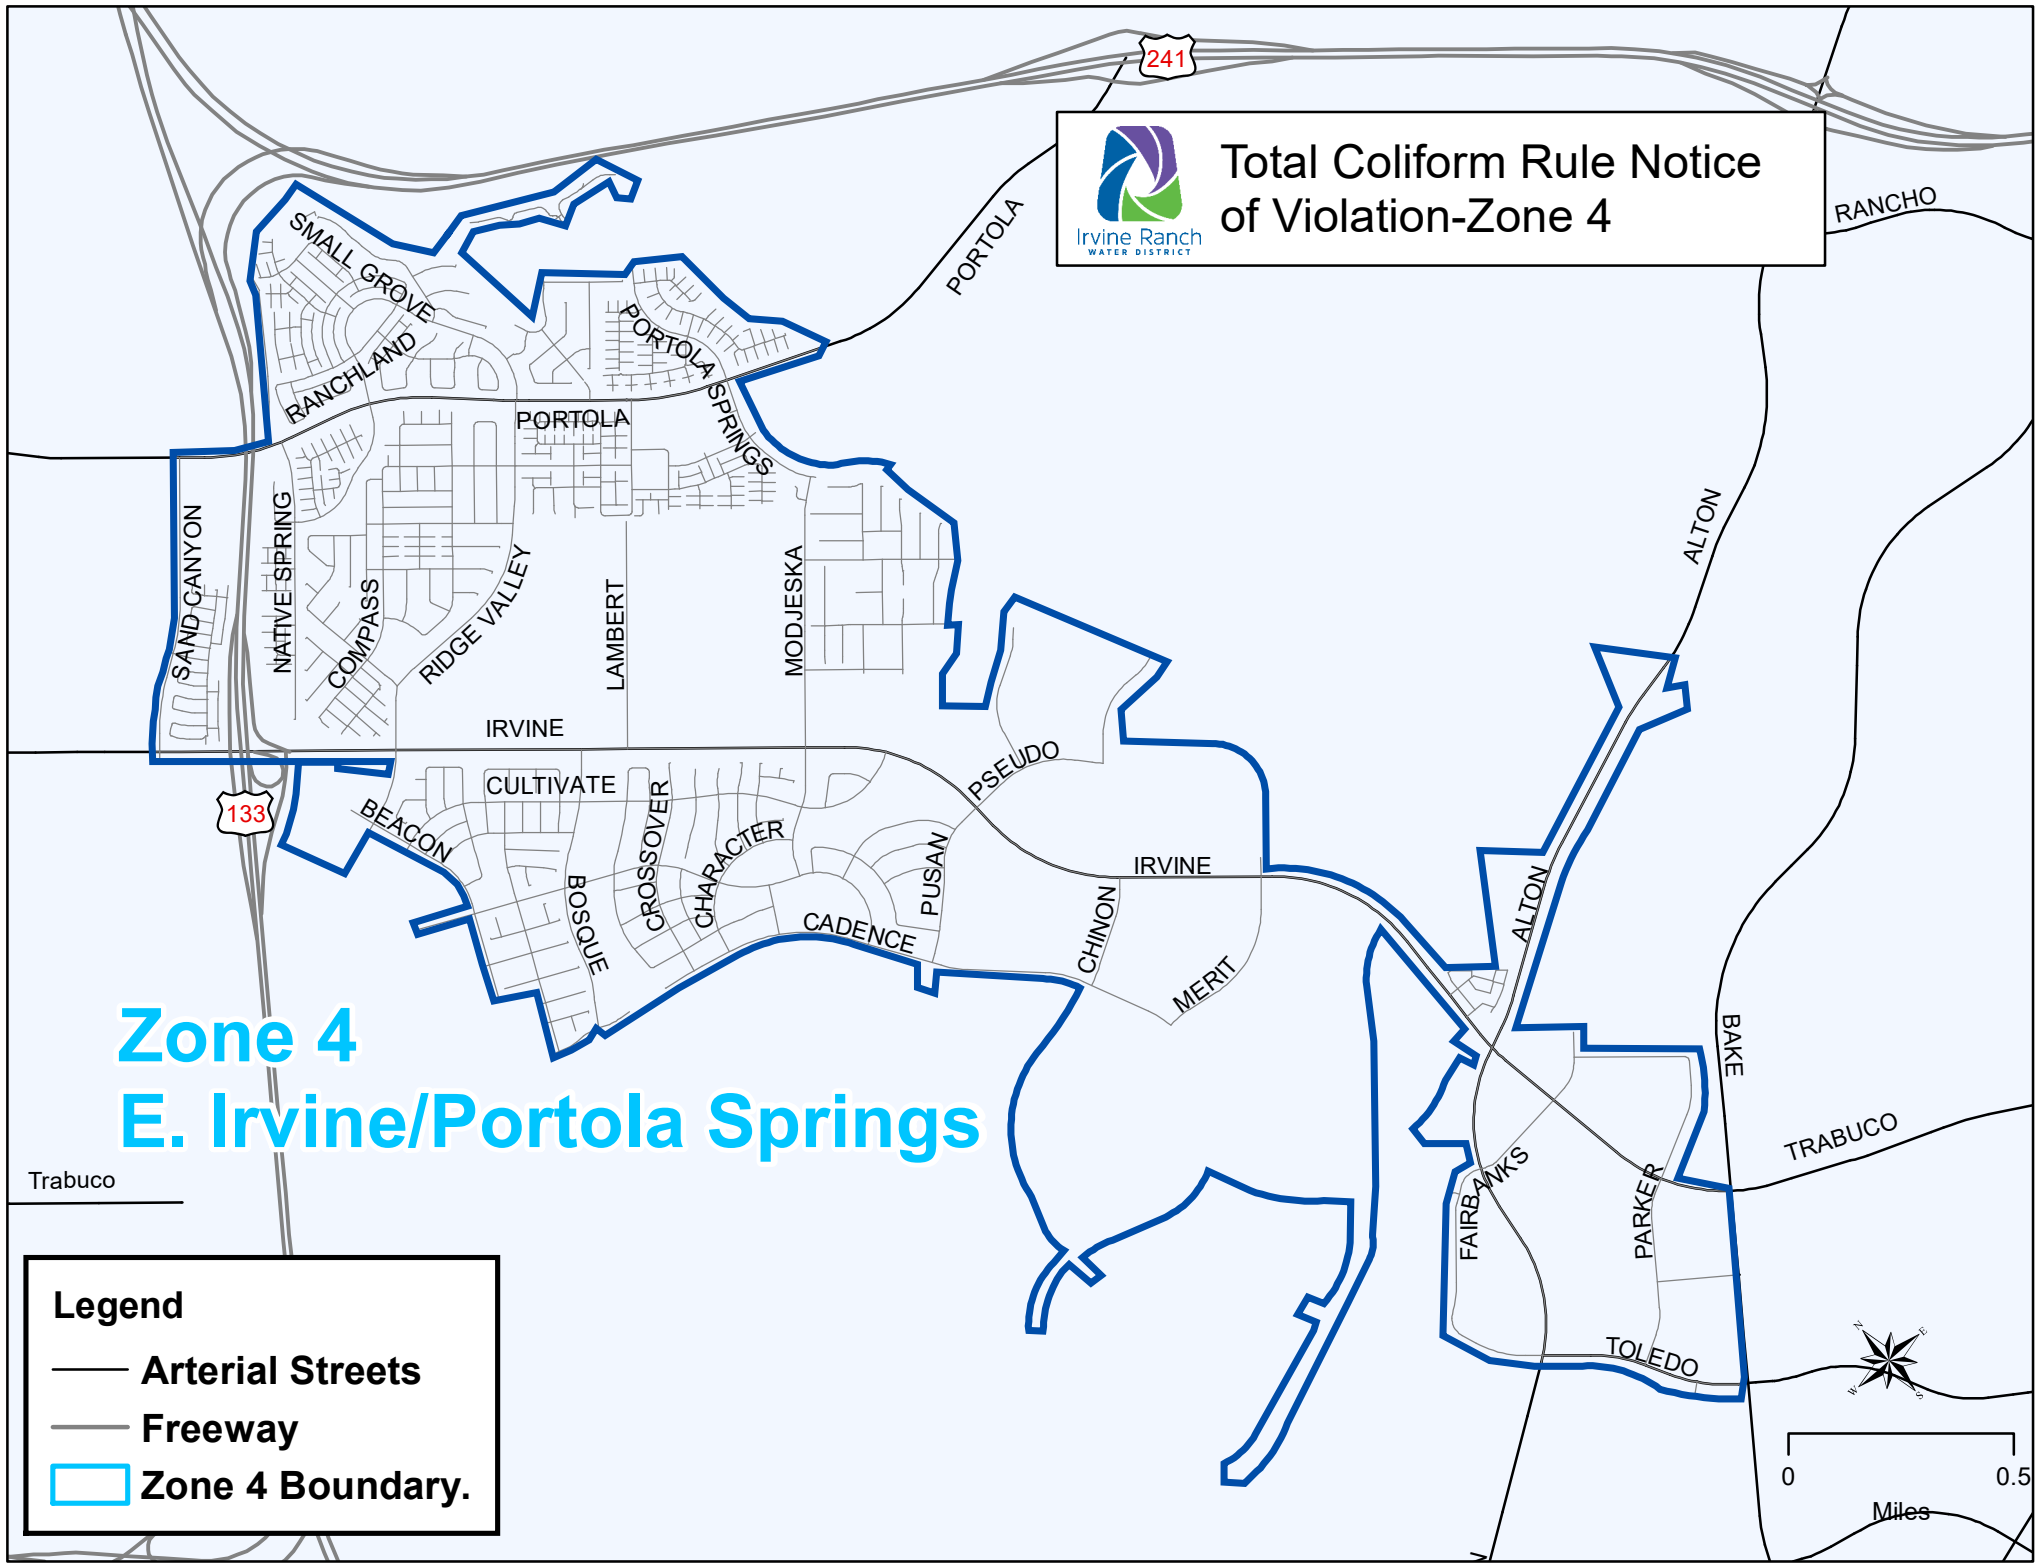 241
Total Coliform Rule Notice
of Violation-Zone 4
Irvine Ranch
WATER DISTRICT
RANCHO
PORTOLA
SMALL GROVE
RANCHLAND
PORTOLA SPRINGS
PORTOLA
ALTON
SAND CANYON
NATIVE SPRING
COMPASS
RIDGE VALLEY
LAMBERT
MODJESKA
IRVINE
PSEUDO
CULTIVATE
133
BEACON
CROSSOVER
CHARACTER
BOSQUE
PUSAN
CADENCE
IRVINE
CHINON
MERIT
ALTON
BAKE
Zone 4
E. Irvine/Portola Springs
TRABUCO
Trabuco
FAIRBANKS
PARKER
TOLEDO
Legend
Arterial Streets
Freeway
Zone 4 Boundary.
N
E
W
S
0 0.5
Miles